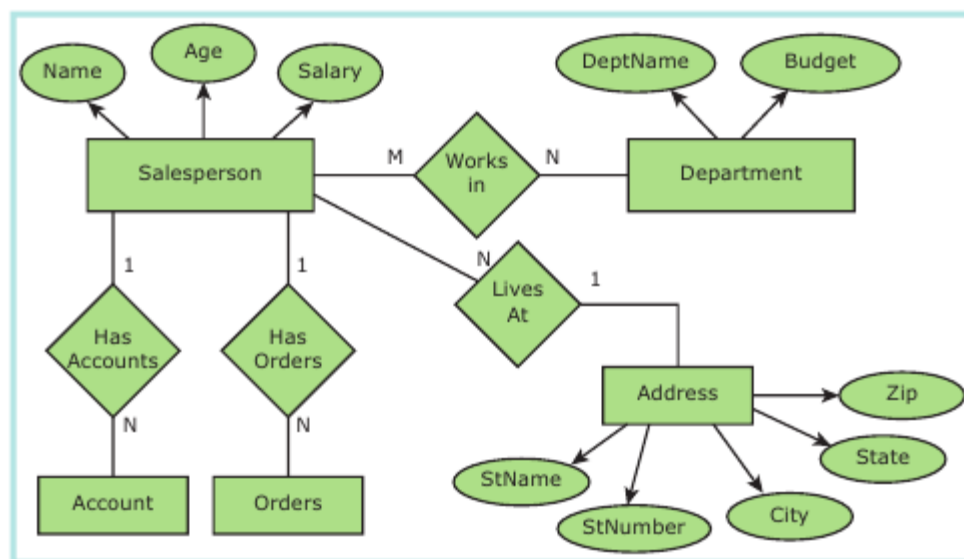 Name
Age
Salary
DeptName
Budget
Salesperson
M
Works
in
N
Department
1
1
N
Lives
At
1
Has
Accounts
Has
Orders
N
N
Address
Zip
State
StName
StNumber
City
Account
Orders